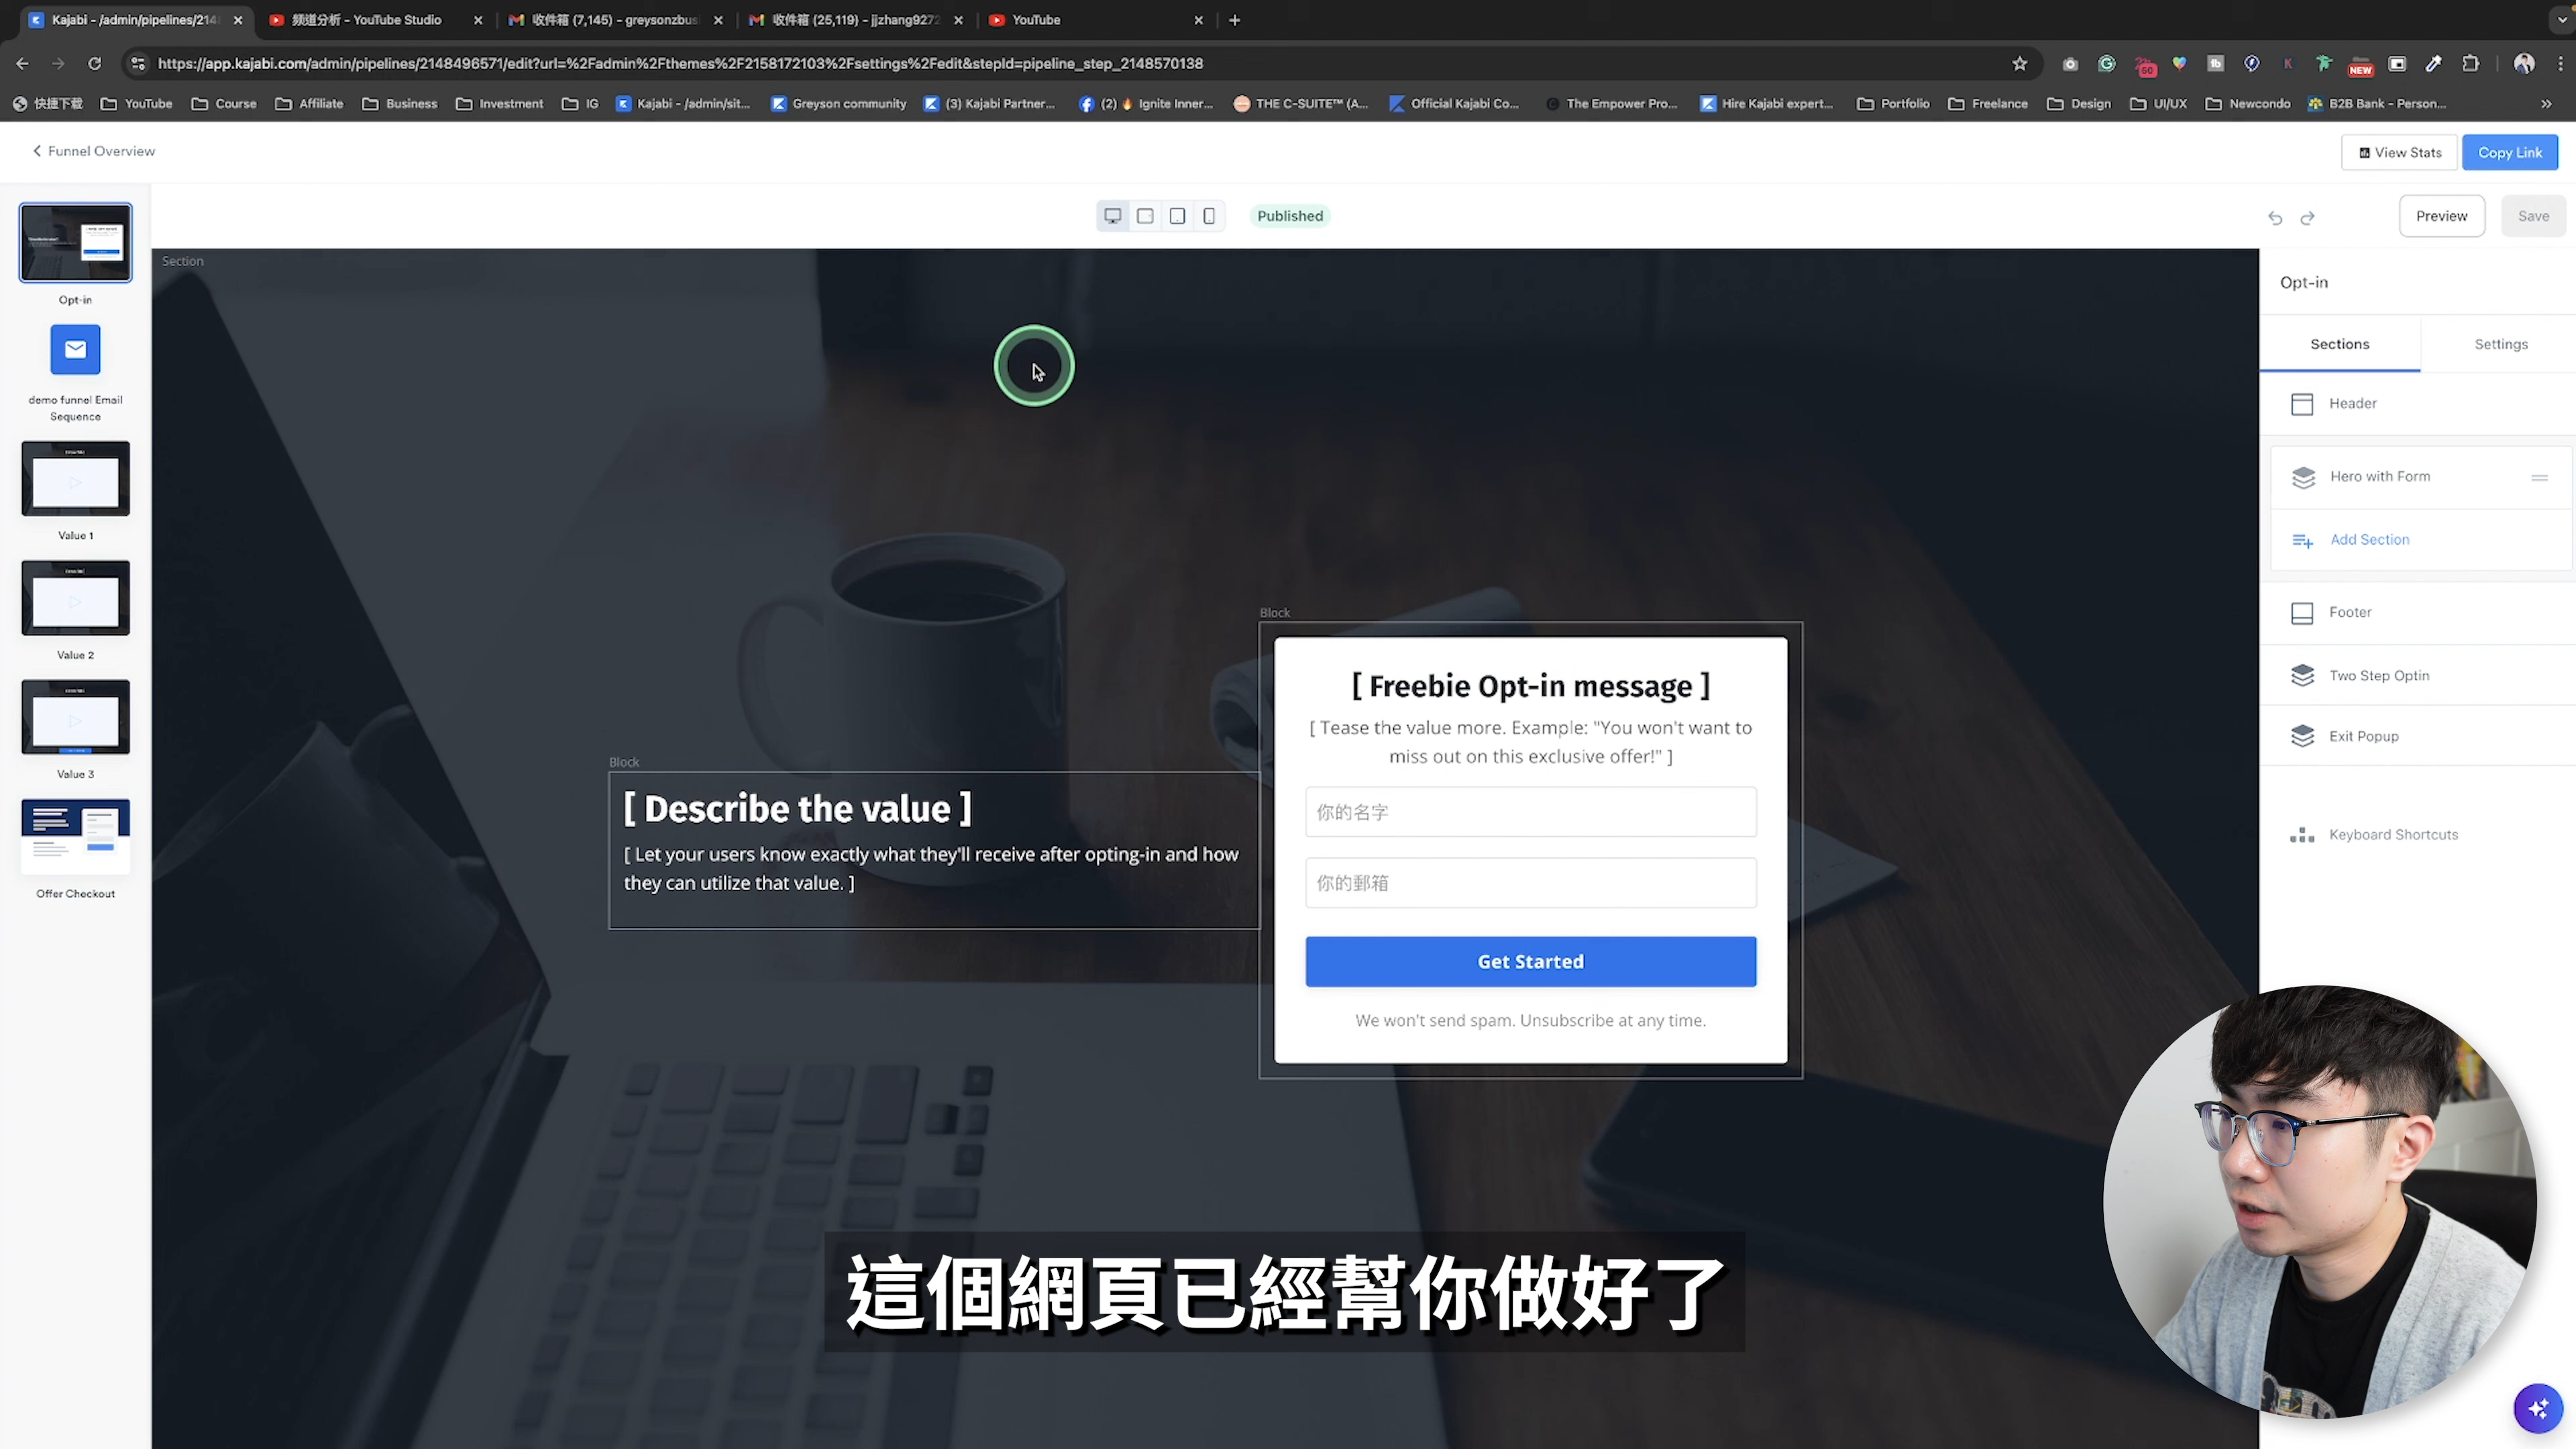 Kajabi - /admin/pipelines/214
頻道分析 - YouTube Studio
收件箱 (7,145) - greysonzbus
收件箱 (25,119) - jjzhang9272
YouTube
https://app.kajabi.com/admin/pipelines/2148496571/edit?url=%2Fadmin%2Fthemes%2F2158172103%2Fsettings%2Fedit&stepId=pipeline_step_2148570138
50
NEW
快捷下載
YouTube
Course
Affiliate
Business
Investment
IG
Kajabi - /admin/sit...
Greyson community
(3) Kajabi Partner...
(2) 🔥 Ignite Inner...
THE C-SUITE™ (A...
Official Kajabi Co...
The Empower Pro...
Hire Kajabi expert...
Portfolio
Freelance
Design
UI/UX
Newcondo
B2B Bank - Person...
Funnel Overview
View Stats
Copy Link
Published
Preview
Save
Opt-in
demo funnel Email
Sequence
Value 1
Value 2
Value 3
Offer Checkout
Section
Block
[ Describe the value ]
[ Let your users know exactly what they'll receive after opting-in and how
they can utilize that value. ]
Block
[ Freebie Opt-in message ]
[ Tease the value more. Example: "You won't want to
miss out on this exclusive offer!" ]
你的名字
你的郵箱
Get Started
We won't send spam. Unsubscribe at any time.
Opt-in
Sections
Settings
Header
Hero with Form
Add Section
Footer
Two Step Optin
Exit Popup
Keyboard Shortcuts
這個網頁已經幫你做好了